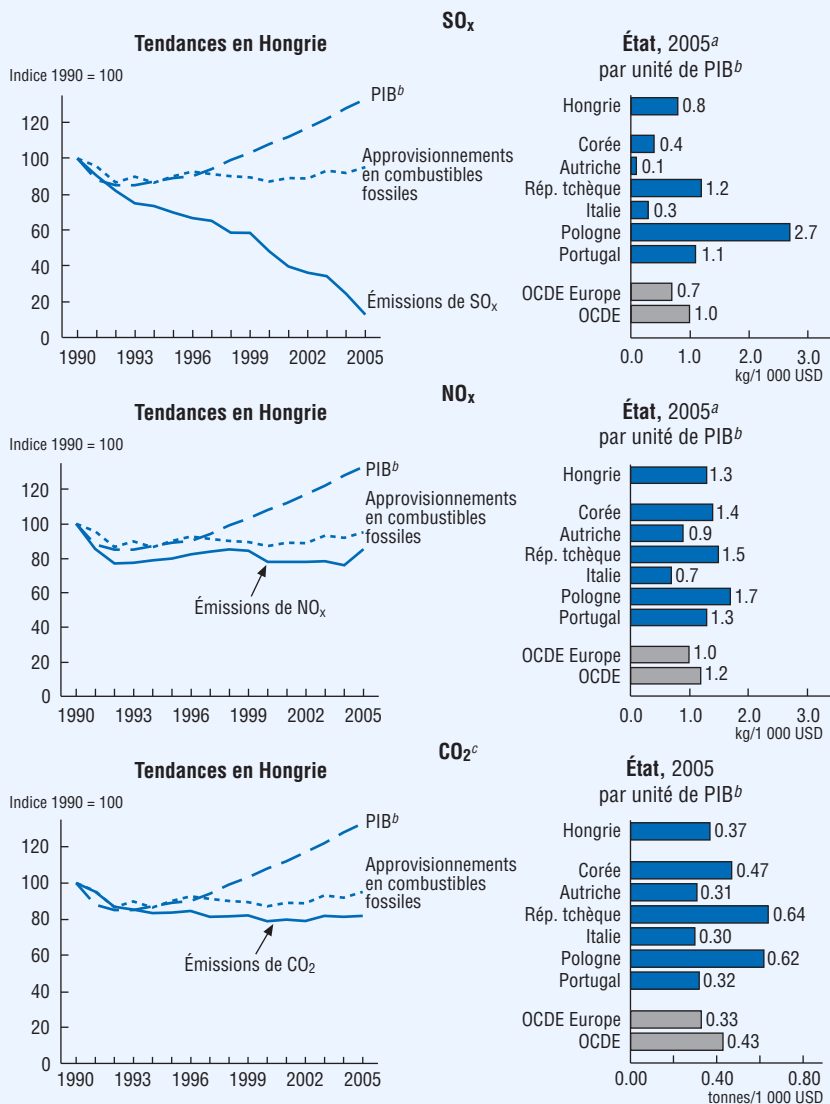 SOx
Tendances en Hongrie
Indice 1990 = 100
120
100
80
60
40
20
0
1990 1993 1996 1999 2002 2005
PIBb
Approvisionnements
en combustibles
fossiles
Émissions de SOx
État, 2005a
par unité de PIBb
Hongrie 0.8
Corée 0.4
Autriche 0.1
Rép. tchèque 1.2
Italie 0.3
Pologne 2.7
Portugal 1.1
OCDE Europe 0.7
OCDE 1.0
0.0 1.0 2.0 3.0
kg/1 000 USD
NOx
Tendances en Hongrie
Indice 1990 = 100
120
100
80
60
40
20
0
1990 1993 1996 1999 2002 2005
PIBb
Approvisionnements
en combustibles
fossiles
Émissions de NOx
État, 2005a
par unité de PIBb
Hongrie 1.3
Corée 1.4
Autriche 0.9
Rép. tchèque 1.5
Italie 0.7
Pologne 1.7
Portugal 1.3
OCDE Europe 1.0
OCDE 1.2
0.0 1.0 2.0 3.0
kg/1 000 USD
CO2c
Tendances en Hongrie
Indice 1990 = 100
120
100
80
60
40
20
0
1990 1993 1996 1999 2002 2005
PIBb
Approvisionnements
en combustibles
fossiles
Émissions de CO2
État, 2005
par unité de PIBb
Hongrie 0.37
Corée 0.47
Autriche 0.31
Rép. tchèque 0.64
Italie 0.30
Pologne 0.62
Portugal 0.32
OCDE Europe 0.33
OCDE 0.43
0.00 0.40 0.80
tonnes/1 000 USD